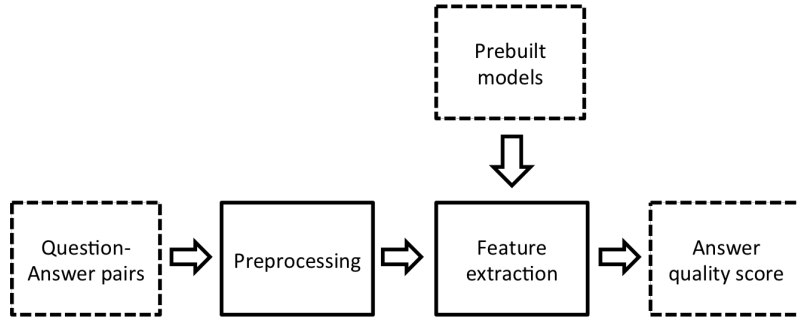 Prebuilt
models
Question-
Answer pairs
Preprocessing
Feature
extraction
Answer
quality score